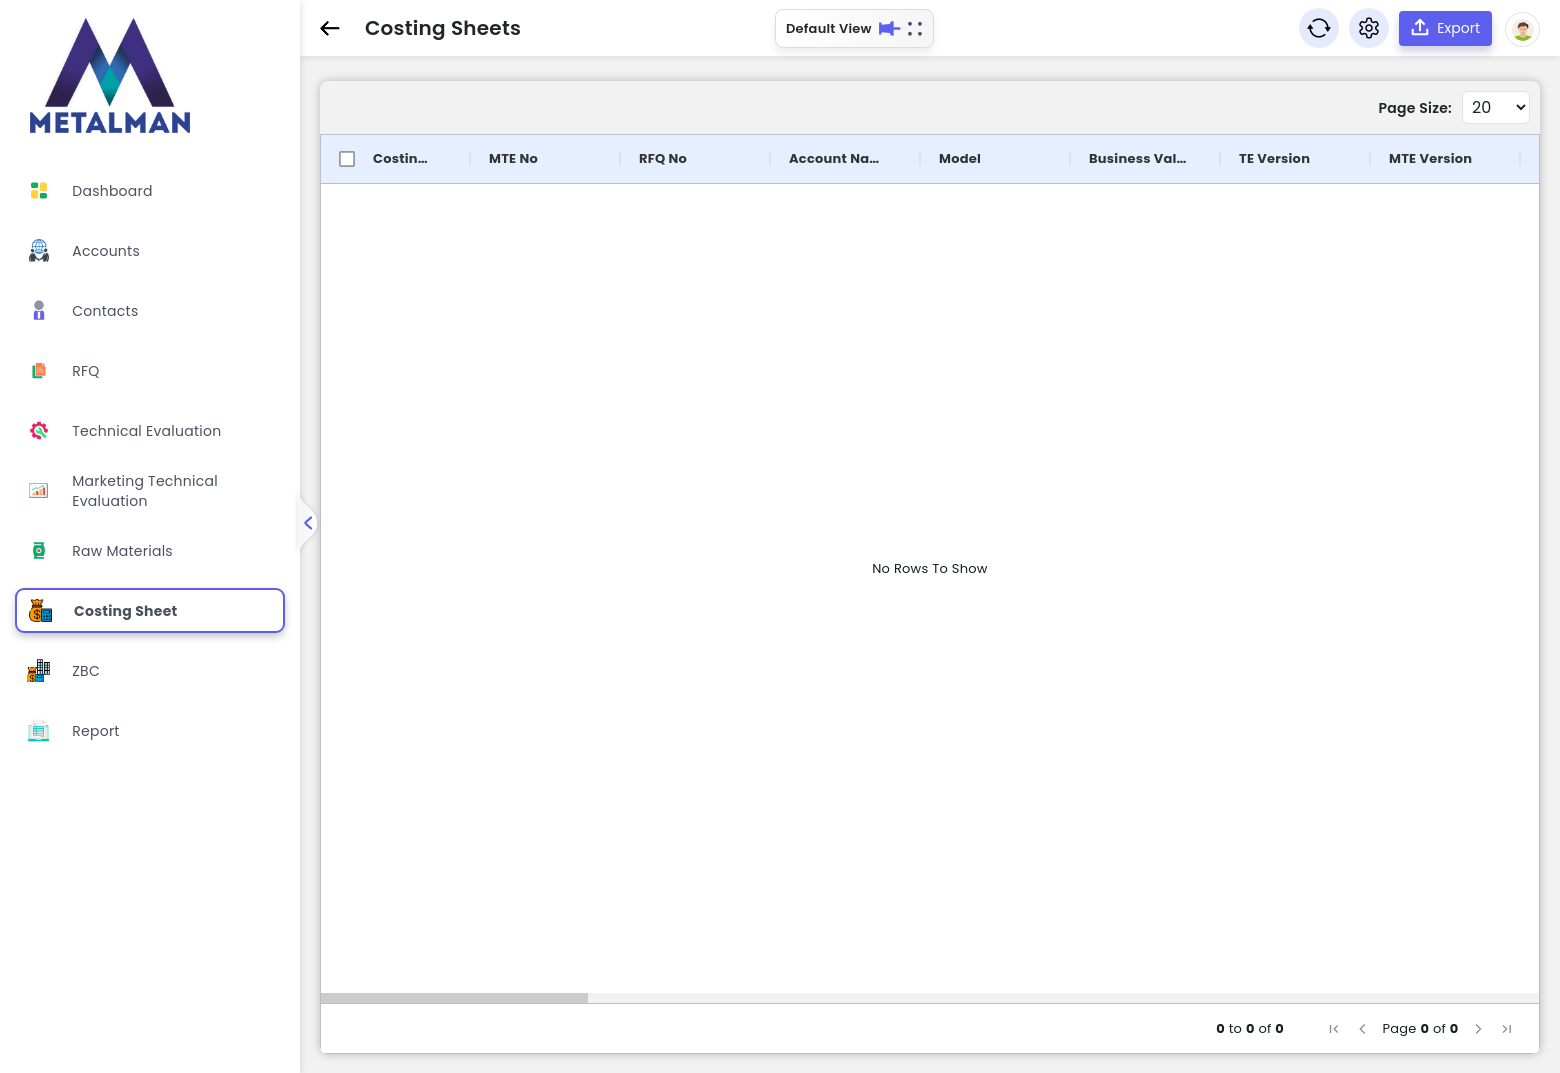 METALMAN
Dashboard
Accounts
Contacts
RFQ
Technical Evaluation
Marketing Technical
Evaluation
Raw Materials
Costing Sheet
ZBC
Report
Costing Sheets
Default View
Export
Page Size: 20
Costin... MTE No RFQ No Account Na... Model Business Val... TE Version MTE Version
No Rows To Show
0 to 0 of 0 Page 0 of 0